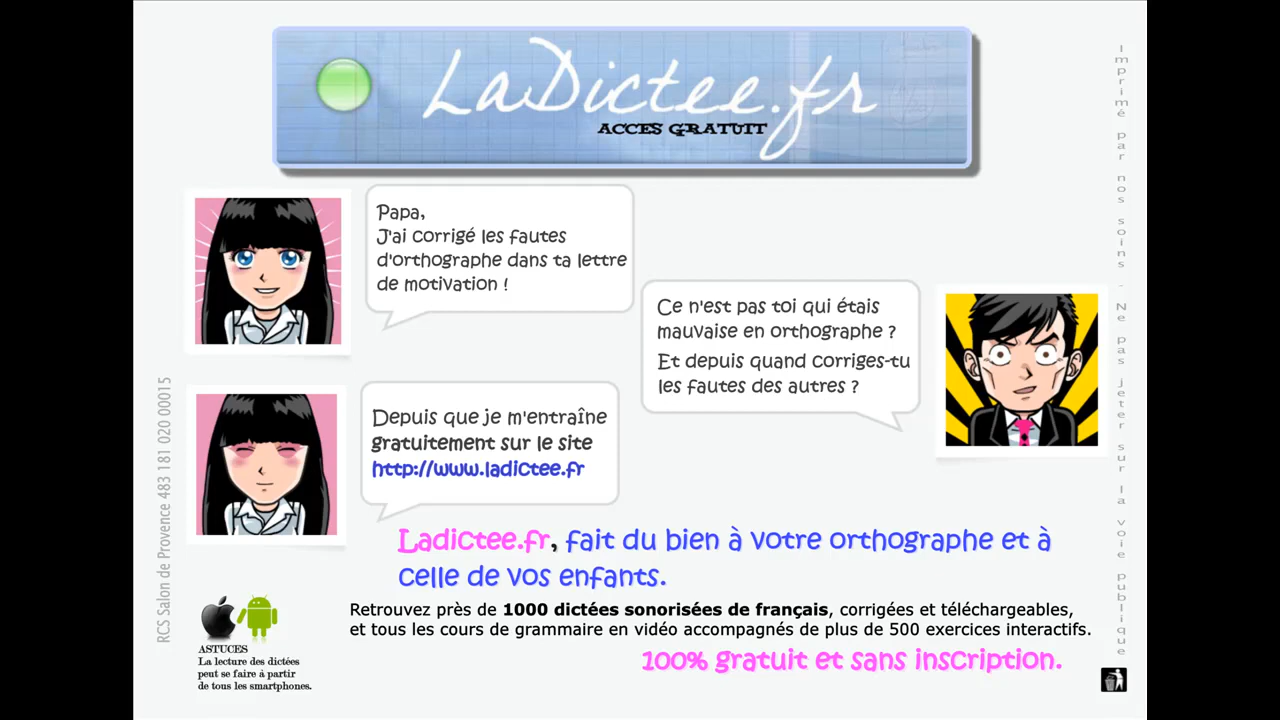 LaDictee.fr
ACCES GRATUIT
Papa,
J'ai corrigé les fautes
d'orthographe dans ta lettre
de motivation !
Ce n'est pas toi qui étais
mauvaise en orthographe ?
Et depuis quand corriges-tu
les fautes des autres ?
Depuis que je m'entraîne
gratuitement sur le site
http://www.ladictee.fr
Ladictee.fr, fait du bien à votre orthographe et à
celle de vos enfants.
Retrouvez près de 1000 dictées sonorisées de français, corrigées et téléchargeables,
et tous les cours de grammaire en vidéo accompagnés de plus de 500 exercices interactifs.
100% gratuit et sans inscription.
ASTUCES
La lecture des dictées
peut se faire à partir
de tous les smartphones.
RCS Salon de Provence 483 181 020 00015
Imprimé par nos soins - Ne pas jeter sur la voie publique